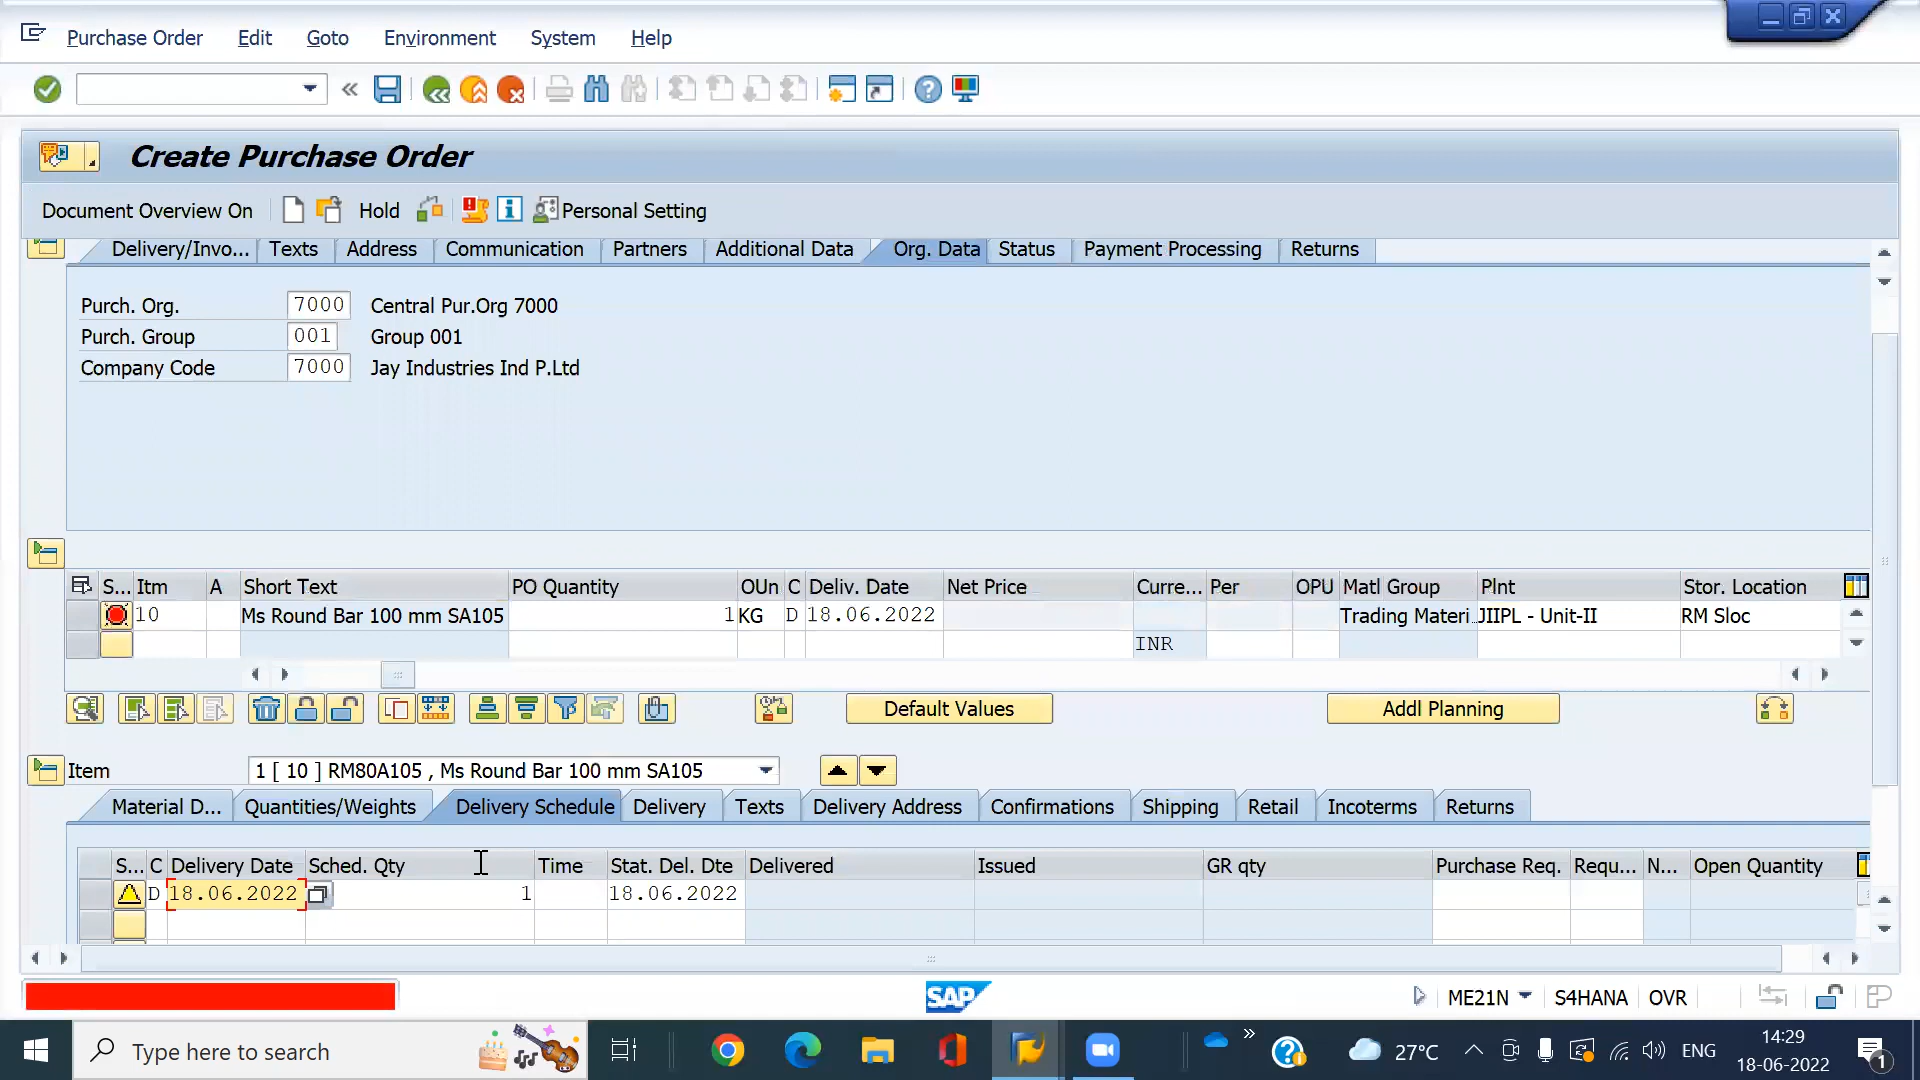 Purchase Order Edit Goto Environment System Help
Create Purchase Order
Document Overview On Hold Personal Setting
Delivery/Invo... Texts Address Communication Partners Additional Data Org. Data Status Payment Processing Returns
Purch. Org. 7000 Central Pur.Org 7000
Purch. Group 001 Group 001
Company Code 7000 Jay Industries Ind P.Ltd
S... Itm A Short Text PO Quantity OUn C Deliv. Date Net Price Curre... Per OPU Matl Group Plnt Stor. Location
10 Ms Round Bar 100 mm SA105 1 KG D 18.06.2022 Trading Materi... JIIPL - Unit-II RM Sloc
INR
Default Values Addl Planning
Item 1 [ 10 ] RM80A105 , Ms Round Bar 100 mm SA105
Material D... Quantities/Weights Delivery Schedule Delivery Texts Delivery Address Confirmations Shipping Retail Incoterms Returns
S... C Delivery Date Sched. Qty Time Stat. Del. Dte Delivered Issued GR qty Purchase Req. Requ... N... Open Quantity
D 18.06.2022 1 18.06.2022
SAP ME21N S4HANA OVR
Type here to search 27°C ENG 14:29
18-06-2022 1